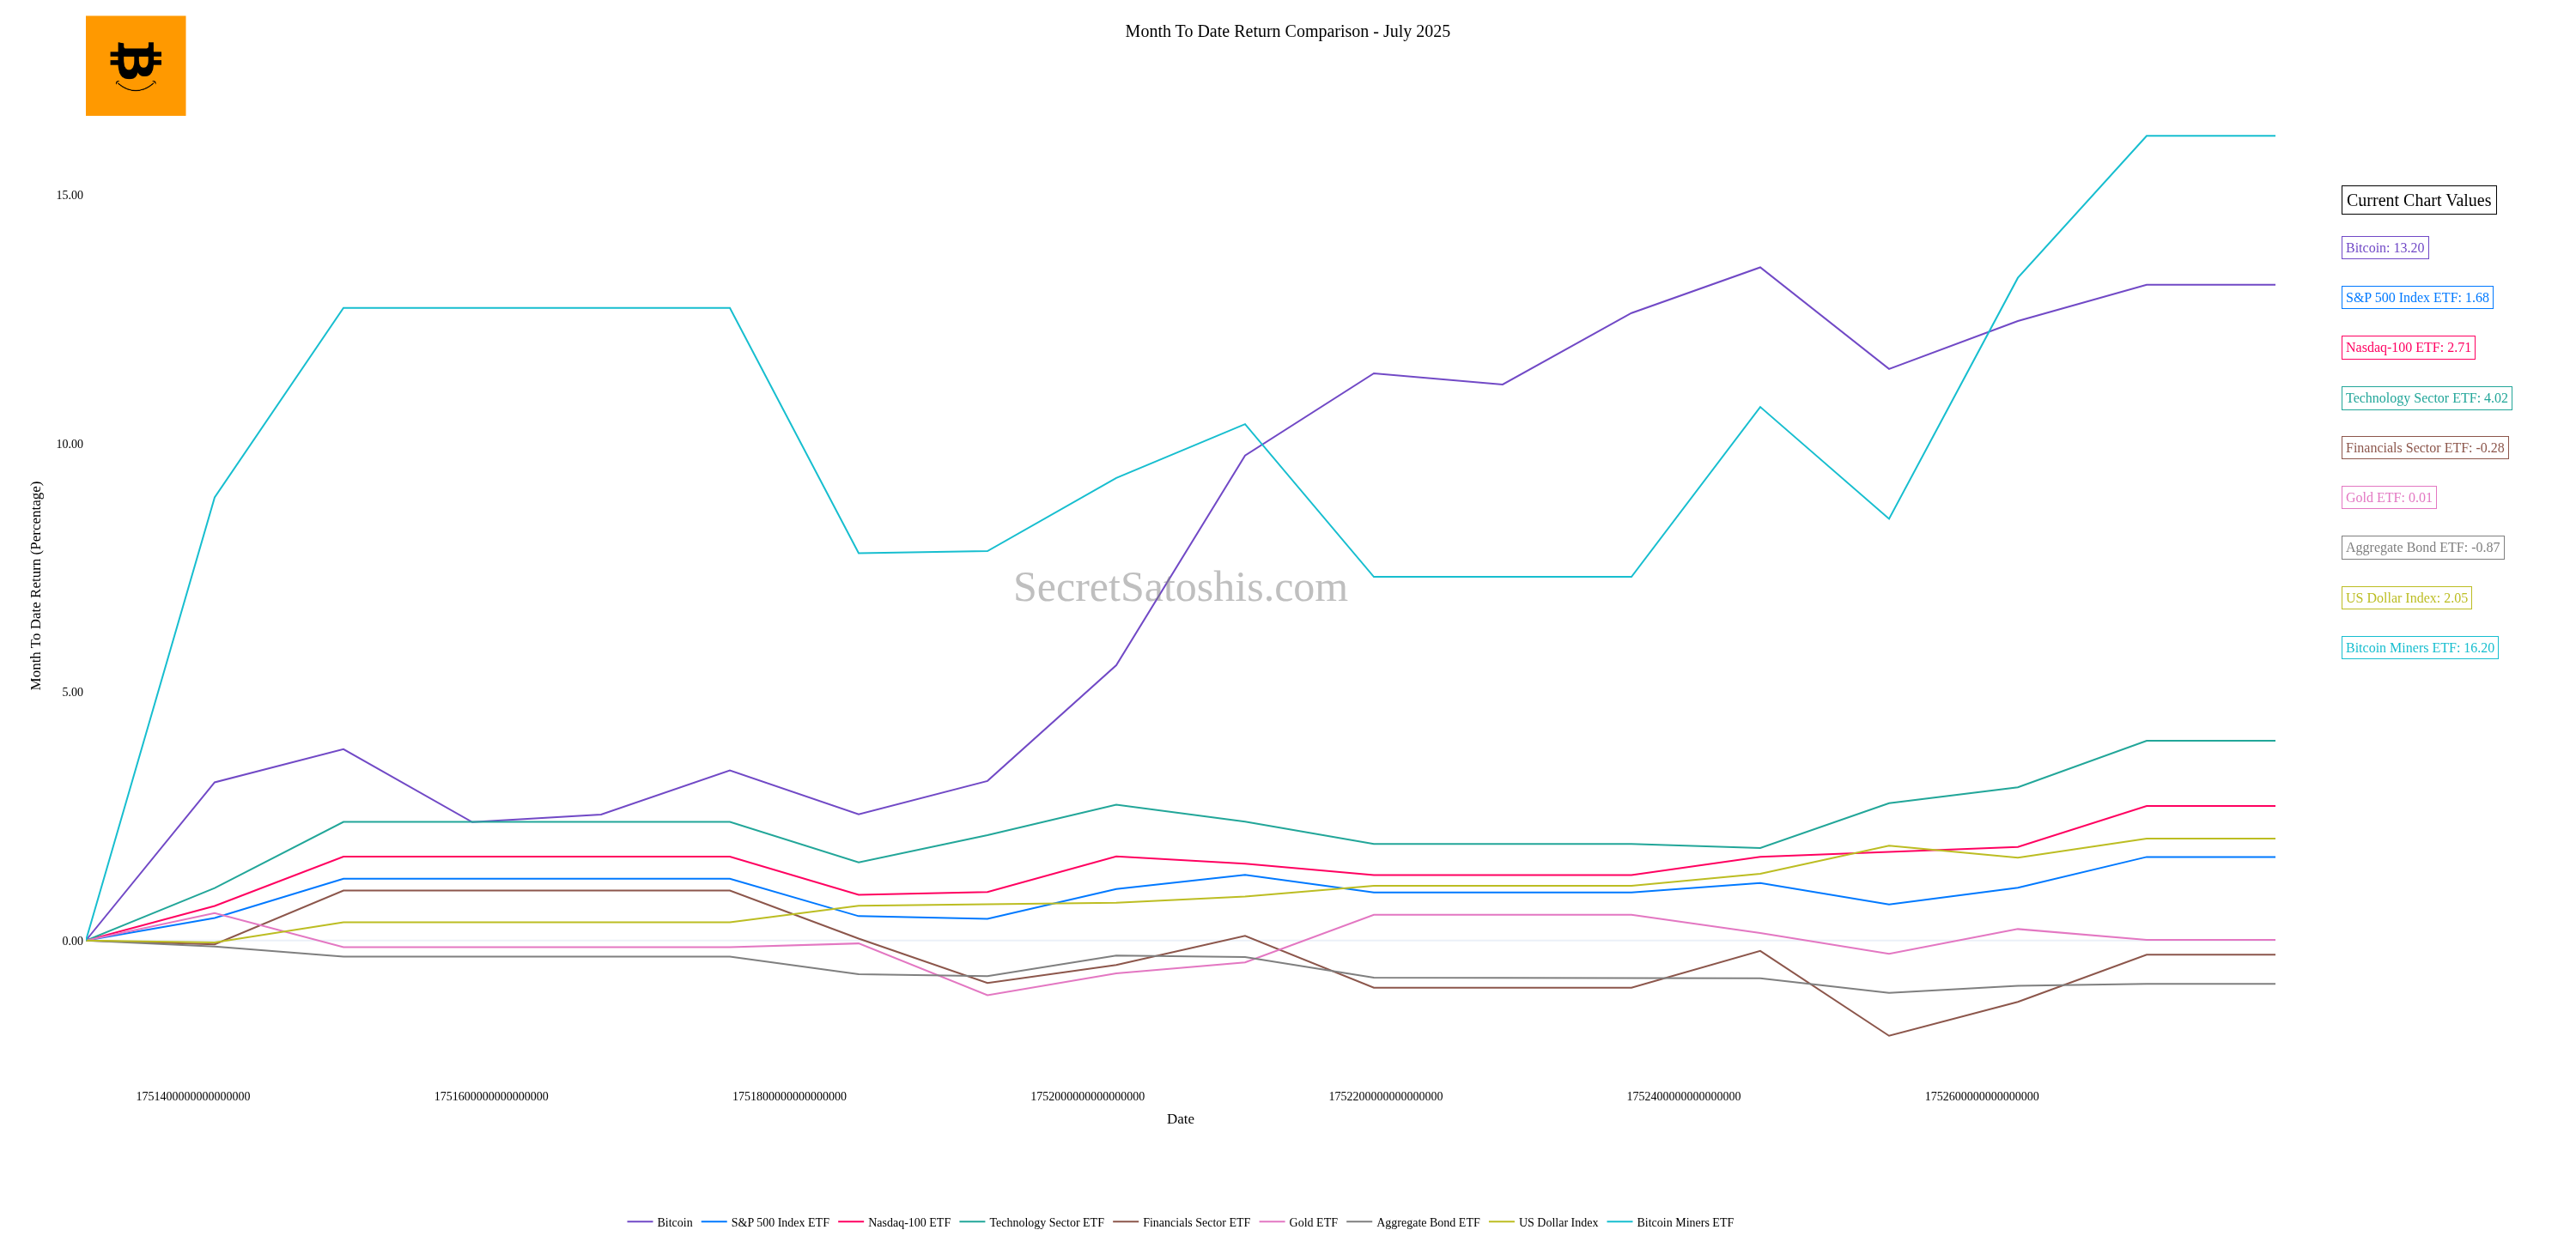 Month To Date Return Comparison - July 2025
15.00
10.00
5.00
0.00
Month To Date Return (Percentage)
SecretSatoshis.com
Current Chart Values
Bitcoin: 13.20
S&P 500 Index ETF: 1.68
Nasdaq-100 ETF: 2.71
Technology Sector ETF: 4.02
Financials Sector ETF: -0.28
Gold ETF: 0.01
Aggregate Bond ETF: -0.87
US Dollar Index: 2.05
Bitcoin Miners ETF: 16.20
1751400000000000000 1751600000000000000 1751800000000000000 1752000000000000000 1752200000000000000 1752400000000000000 1752600000000000000
Date
Bitcoin S&P 500 Index ETF Nasdaq-100 ETF Technology Sector ETF Financials Sector ETF Gold ETF Aggregate Bond ETF US Dollar Index Bitcoin Miners ETF